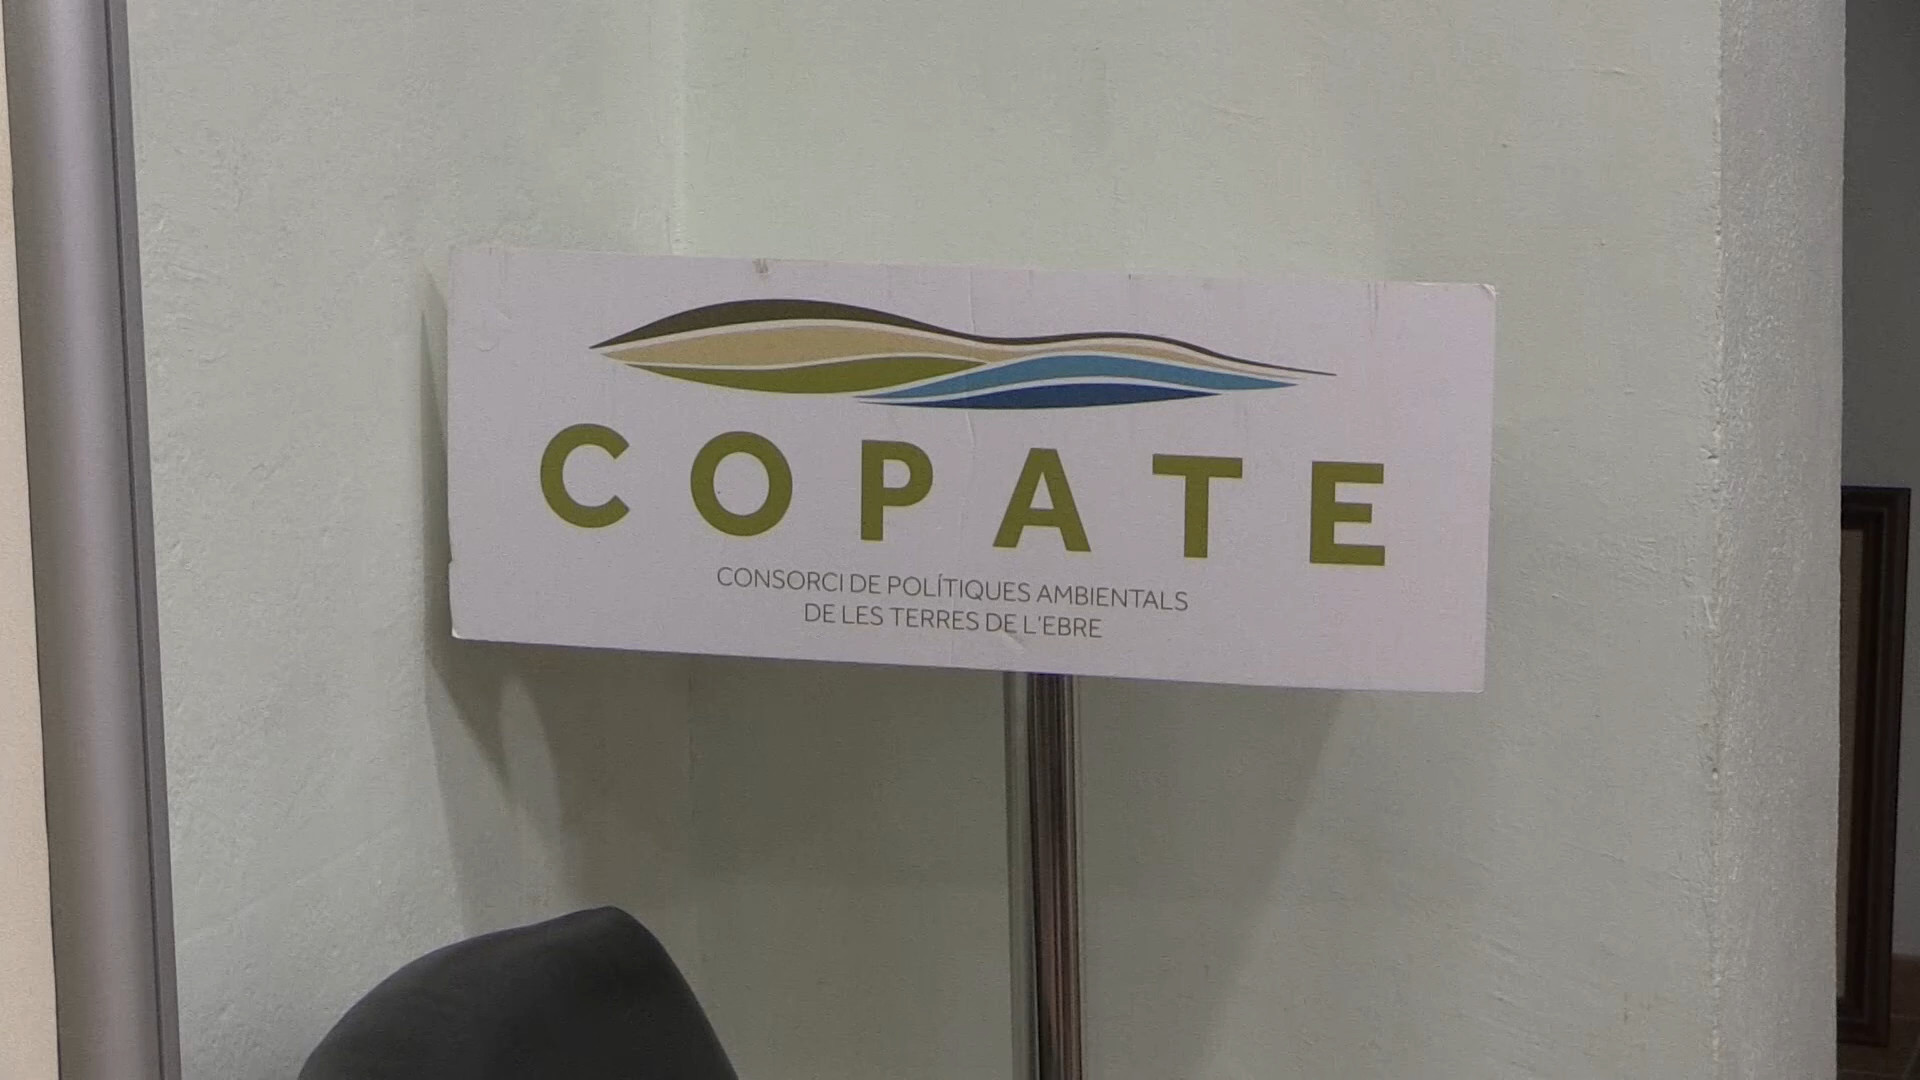 COPATE
CONSORCI DE POLÍTIQUES AMBIENTALS
DE LES TERRES DE L'EBRE